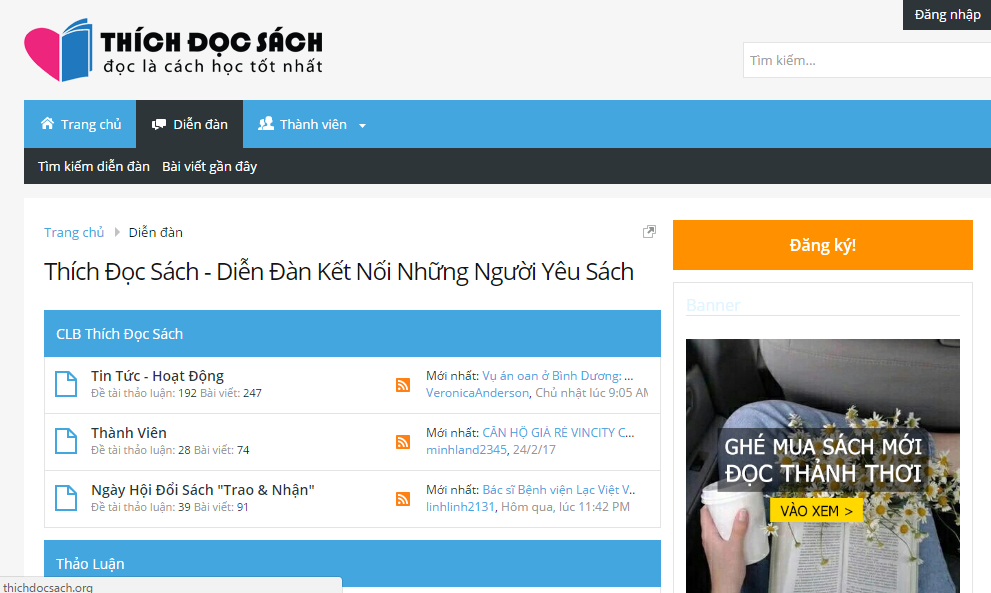 Đăng nhập
THÍCH ĐỌC SÁCH
đọc là cách học tốt nhất
Tìm kiếm...
Trang chủ Diễn đàn Thành viên
Tìm kiếm diễn đàn Bài viết gần đây
Trang chủ Diễn đàn
Thích Đọc Sách - Diễn Đàn Kết Nối Những Người Yêu Sách
CLB Thích Đọc Sách
Tin Tức - Hoạt Động
Đề tài thảo luận: 192 Bài viết: 247
Mới nhất: Vụ án oan ở Bình Dương: ...
VeronicaAnderson, Chủ nhật lúc 9:05 AM
Thành Viên
Đề tài thảo luận: 28 Bài viết: 74
Mới nhất: CĂN HỘ GIÁ RẺ VINCITY C...
minhland2345, 24/2/17
Ngày Hội Đổi Sách "Trao & Nhận"
Đề tài thảo luận: 39 Bài viết: 91
Mới nhất: Bác sĩ Bệnh viện Lạc Việt V..
linhlinh2131, Hôm qua, lúc 11:42 PM
Thảo Luận
Đăng ký!
Banner
GHÉ MUA SÁCH MỚI
ĐỌC THẢNH THƠI
VÀO XEM >
thichdocsach.org